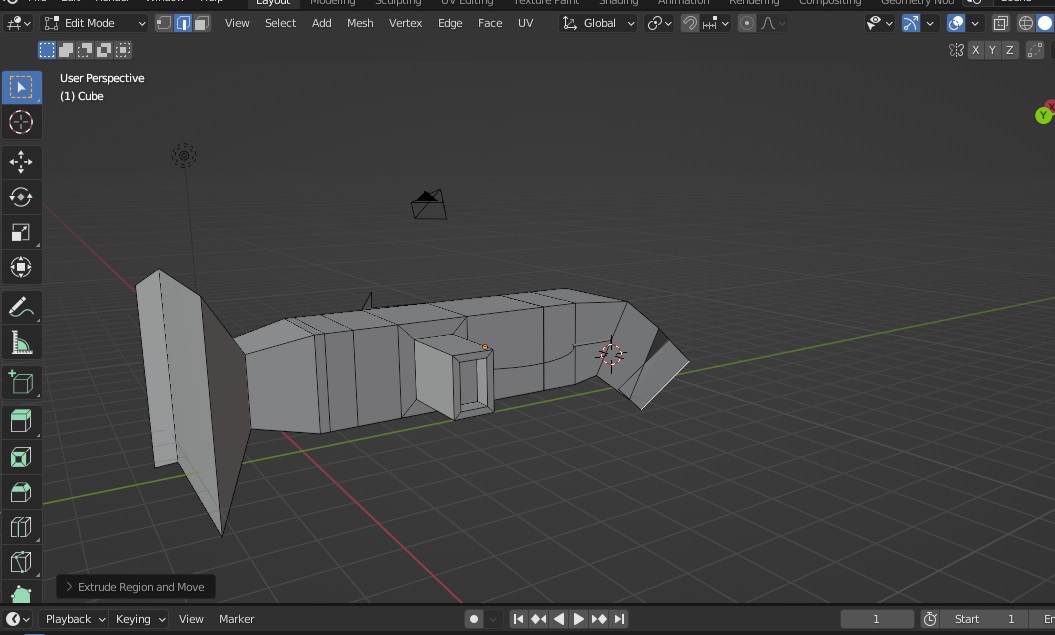 File Edit Render Window Help Layout Modeling Sculpting UV Editing Texture Paint Shading Animation Rendering Compositing Geometry Nod Scene
Edit Mode View Select Add Mesh Vertex Edge Face UV Global
X Y Z
User Perspective
(1) Cube
X
Y
Extrude Region and Move
Playback Keying View Marker 1 Start 1 En